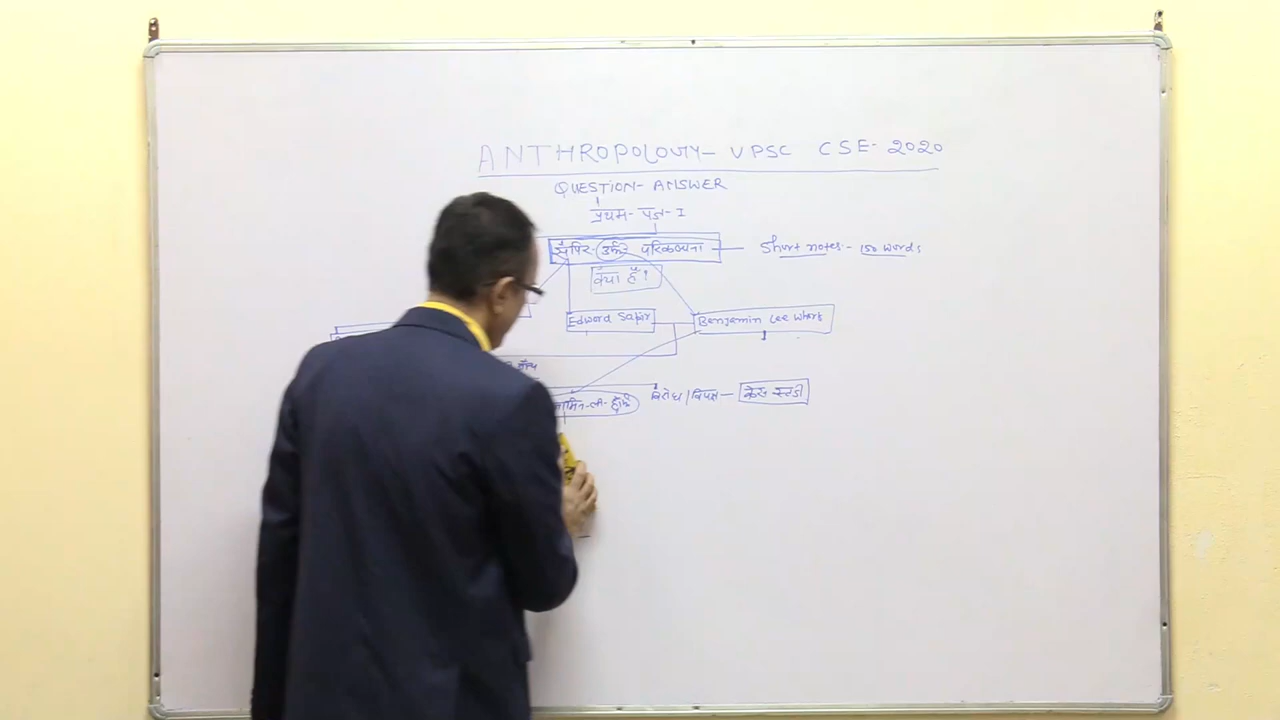 ANTHROPOLOGY- UPSC CSE- 2020
QUESTION- ANSWER
प्रथम- पत्र- I
सॅपिर- परिकल्पना Short notes- 150 words
क्या है?
Edword Sapir Benjamin Lee Whorf
विरोध / विपक्ष- केस स्टडी